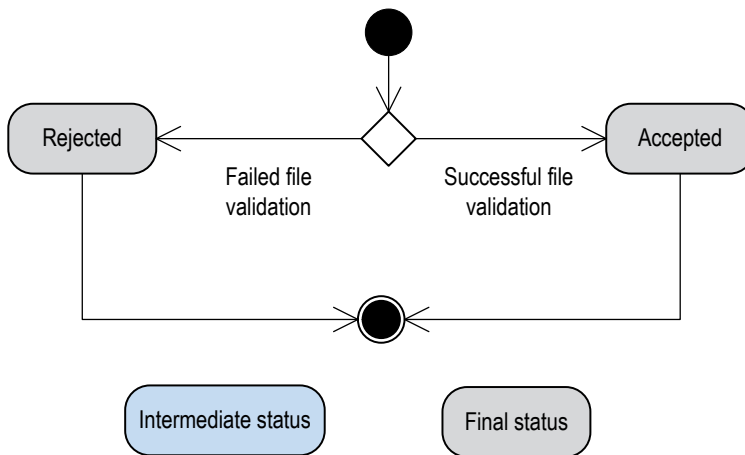 Rejected
Accepted
Failed file
validation
Successful file
validation
Intermediate status
Final status